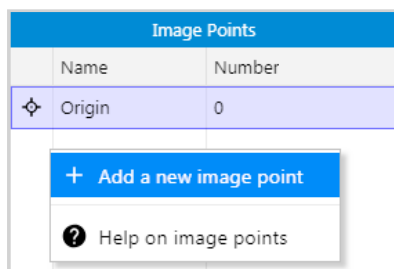 Image Points
Name Number
Origin 0
+ Add a new image point
? Help on image points